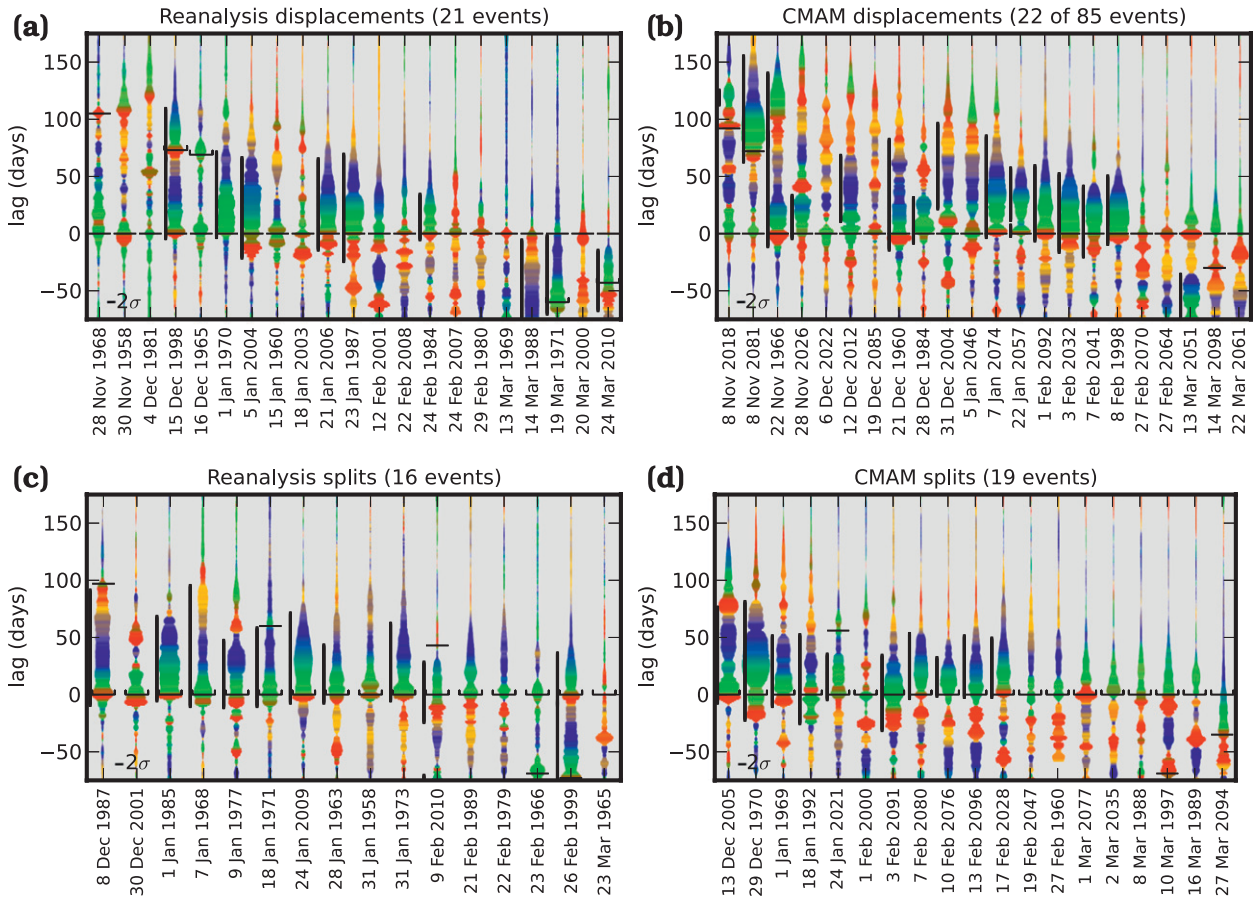 (a) Reanalysis displacements (21 events)
lag (days)
150
100
50
0
−50
−2σ
28 Nov 1968
30 Nov 1958
4 Dec 1981
15 Dec 1998
16 Dec 1965
1 Jan 1970
5 Jan 2004
15 Jan 1960
18 Jan 2003
21 Jan 2006
23 Jan 1987
12 Feb 2001
22 Feb 2008
24 Feb 1984
24 Feb 2007
29 Feb 1980
13 Mar 1969
14 Mar 1988
19 Mar 1971
20 Mar 2000
24 Mar 2010
(b) CMAM displacements (22 of 85 events)
150
100
50
0
−50
−2σ
8 Nov 2018
8 Nov 2081
22 Nov 1966
28 Nov 2026
6 Dec 2022
12 Dec 2012
19 Dec 2085
21 Dec 1960
28 Dec 1984
31 Dec 2004
5 Jan 2046
7 Jan 2074
22 Jan 2057
1 Feb 2092
3 Feb 2032
7 Feb 2041
8 Feb 1998
27 Feb 2070
27 Feb 2064
13 Mar 2051
14 Mar 2098
22 Mar 2061
(c) Reanalysis splits (16 events)
lag (days)
150
100
50
0
−50
−2σ
8 Dec 1987
30 Dec 2001
1 Jan 1985
7 Jan 1968
9 Jan 1977
18 Jan 1971
24 Jan 2009
28 Jan 1963
31 Jan 1958
31 Jan 1973
9 Feb 2010
21 Feb 1989
22 Feb 1979
23 Feb 1966
26 Feb 1999
23 Mar 1965
(d) CMAM splits (19 events)
150
100
50
0
−50
−2σ
13 Dec 2005
29 Dec 1970
1 Jan 1969
18 Jan 1992
24 Jan 2021
1 Feb 2000
3 Feb 2091
7 Feb 2080
10 Feb 2076
13 Feb 2096
17 Feb 2028
19 Feb 2047
27 Feb 1960
1 Mar 2077
2 Mar 2035
8 Mar 1988
10 Mar 1997
16 Mar 1989
27 Mar 2094